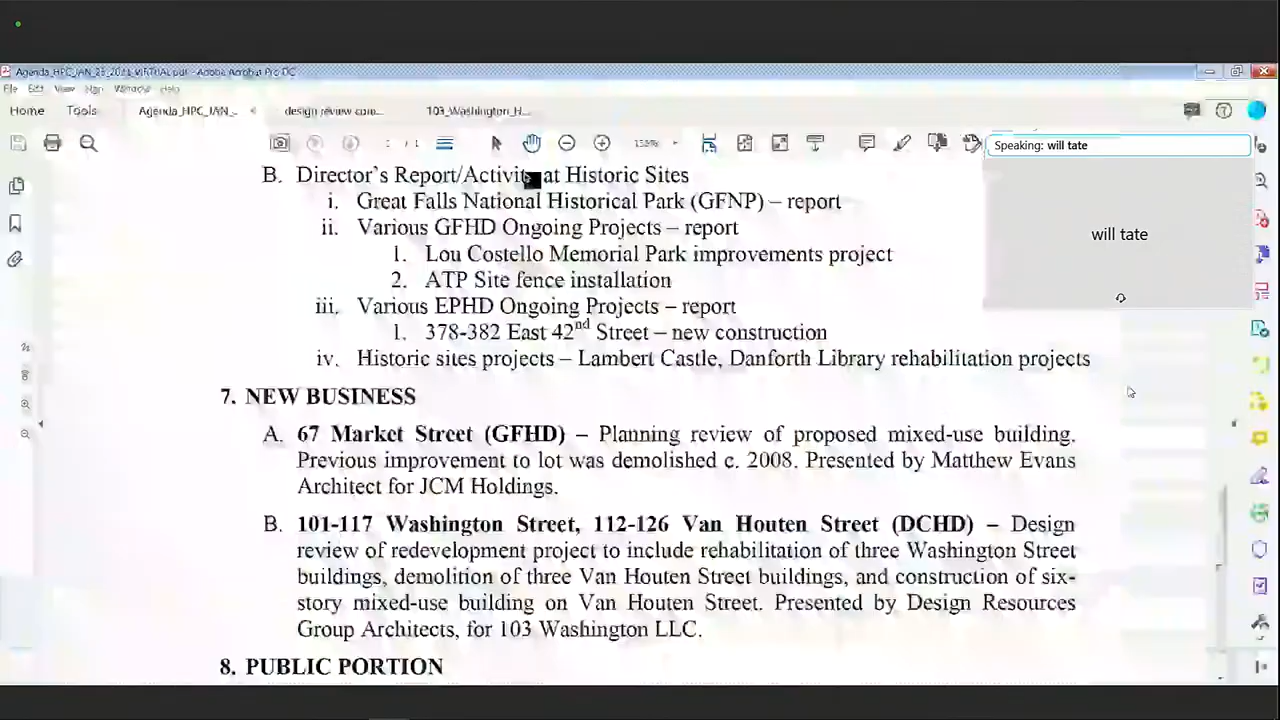 Agenda_HPC_JAN_25_2021_VIRTUAL.pdf - Adobe Acrobat Pro DC
File Edit View Sign Window Help
Home Tools Agenda_HPC_JAN_... design review com... 103_Washington_H...
Speaking: will tate
will tate
B. Director's Report/Activity at Historic Sites
i. Great Falls National Historical Park (GFNP) – report
ii. Various GFHD Ongoing Projects – report
1. Lou Costello Memorial Park improvements project
2. ATP Site fence installation
iii. Various EPHD Ongoing Projects – report
1. 378-382 East 42nd Street – new construction
iv. Historic sites projects – Lambert Castle, Danforth Library rehabilitation projects
7. NEW BUSINESS
A. 67 Market Street (GFHD) – Planning review of proposed mixed-use building.
Previous improvement to lot was demolished c. 2008. Presented by Matthew Evans
Architect for JCM Holdings.
B. 101-117 Washington Street, 112-126 Van Houten Street (DCHD) – Design
review of redevelopment project to include rehabilitation of three Washington Street
buildings, demolition of three Van Houten Street buildings, and construction of six-
story mixed-use building on Van Houten Street. Presented by Design Resources
Group Architects, for 103 Washington LLC.
8. PUBLIC PORTION